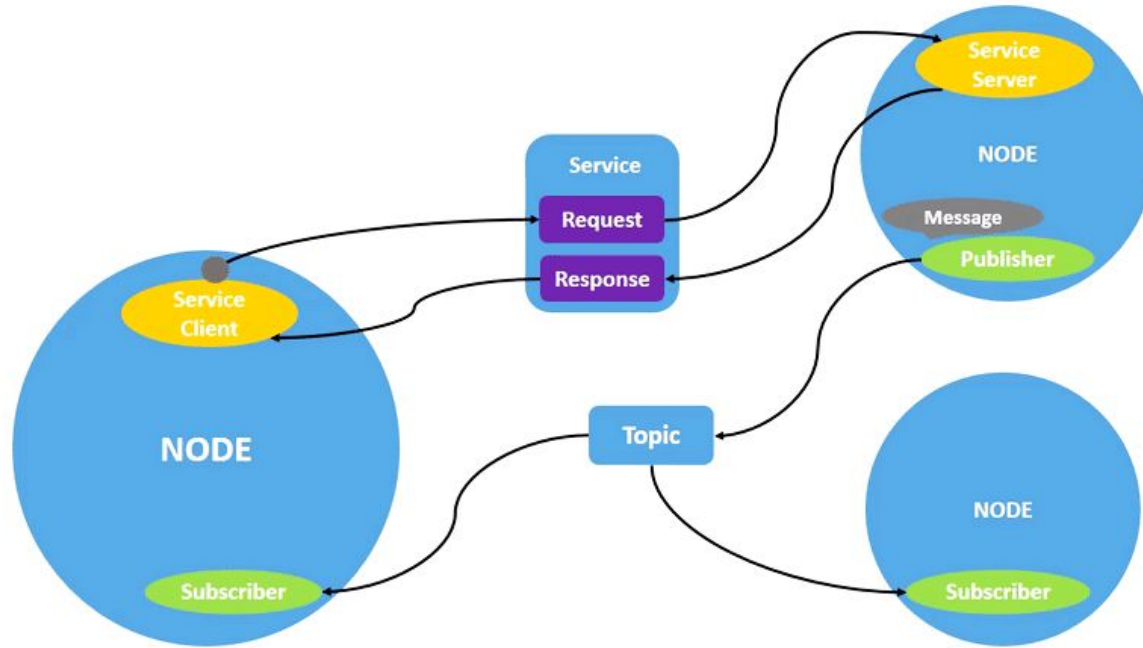 Service
Server
NODE
Message
Publisher
Service
Request
Response
Service
Client
NODE
Subscriber
Topic
NODE
Subscriber